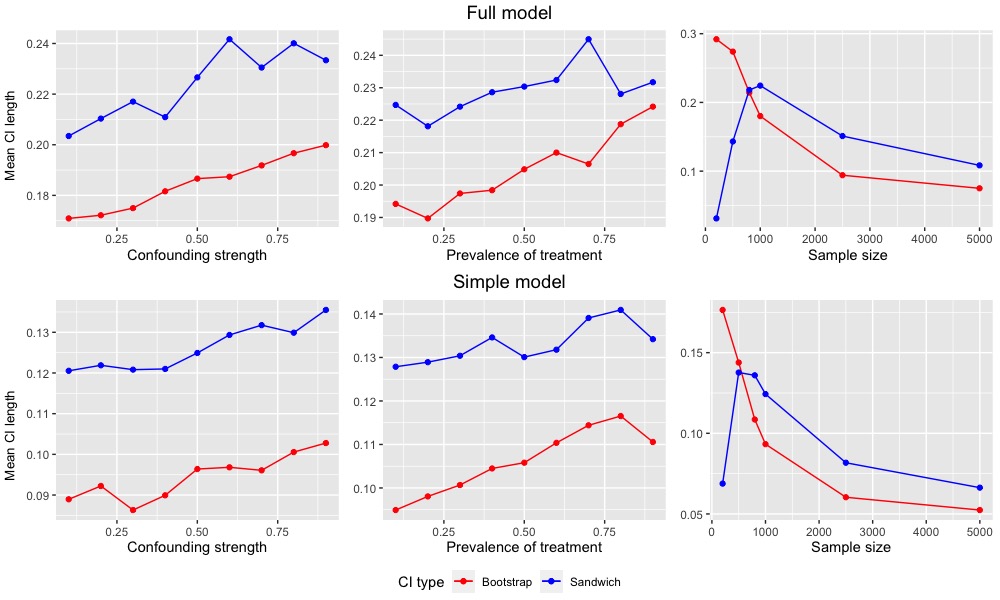 Full model
Mean CI length
0.24
0.22
0.20
0.18
0.25 0.50 0.75
Confounding strength
0.24
0.23
0.22
0.21
0.20
0.19
0.25 0.50 0.75
Prevalence of treatment
0.3
0.2
0.1
0 1000 2000 3000 4000 5000
Sample size
Simple model
Mean CI length
0.13
0.12
0.11
0.10
0.09
0.25 0.50 0.75
Confounding strength
0.14
0.13
0.12
0.11
0.10
0.25 0.50 0.75
Prevalence of treatment
0.15
0.10
0.05
0 1000 2000 3000 4000 5000
Sample size
CI type Bootstrap Sandwich